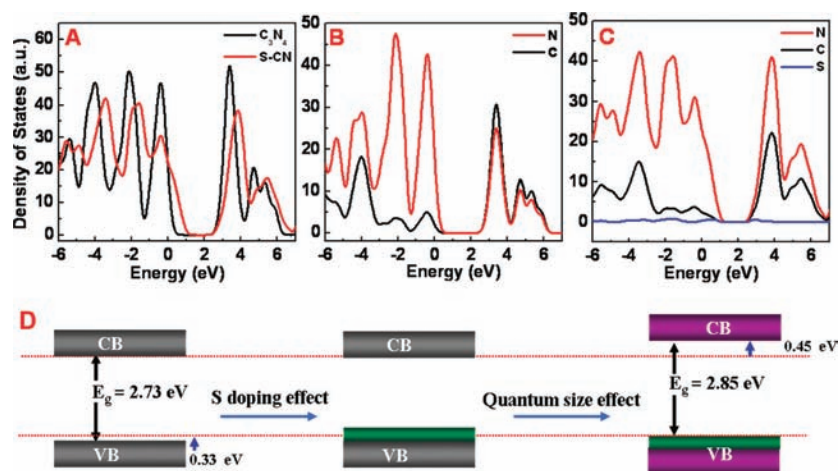 A
C₃N₄
S-CN
B
N
C
C
N
C
S
Density of States (a.u.)
60
50
40
30
20
10
0
50
40
30
20
10
0
50
40
30
20
10
0
-6 -4 -2 0 2 4 6
-6 -4 -2 0 2 4 6
-6 -4 -2 0 2 4 6
Energy (eV)
Energy (eV)
Energy (eV)
D
CB
CB
CB
0.45 eV
E_g = 2.73 eV
S doping effect
Quantum size effect
E_g = 2.85 eV
VB
0.33 eV
VB
VB